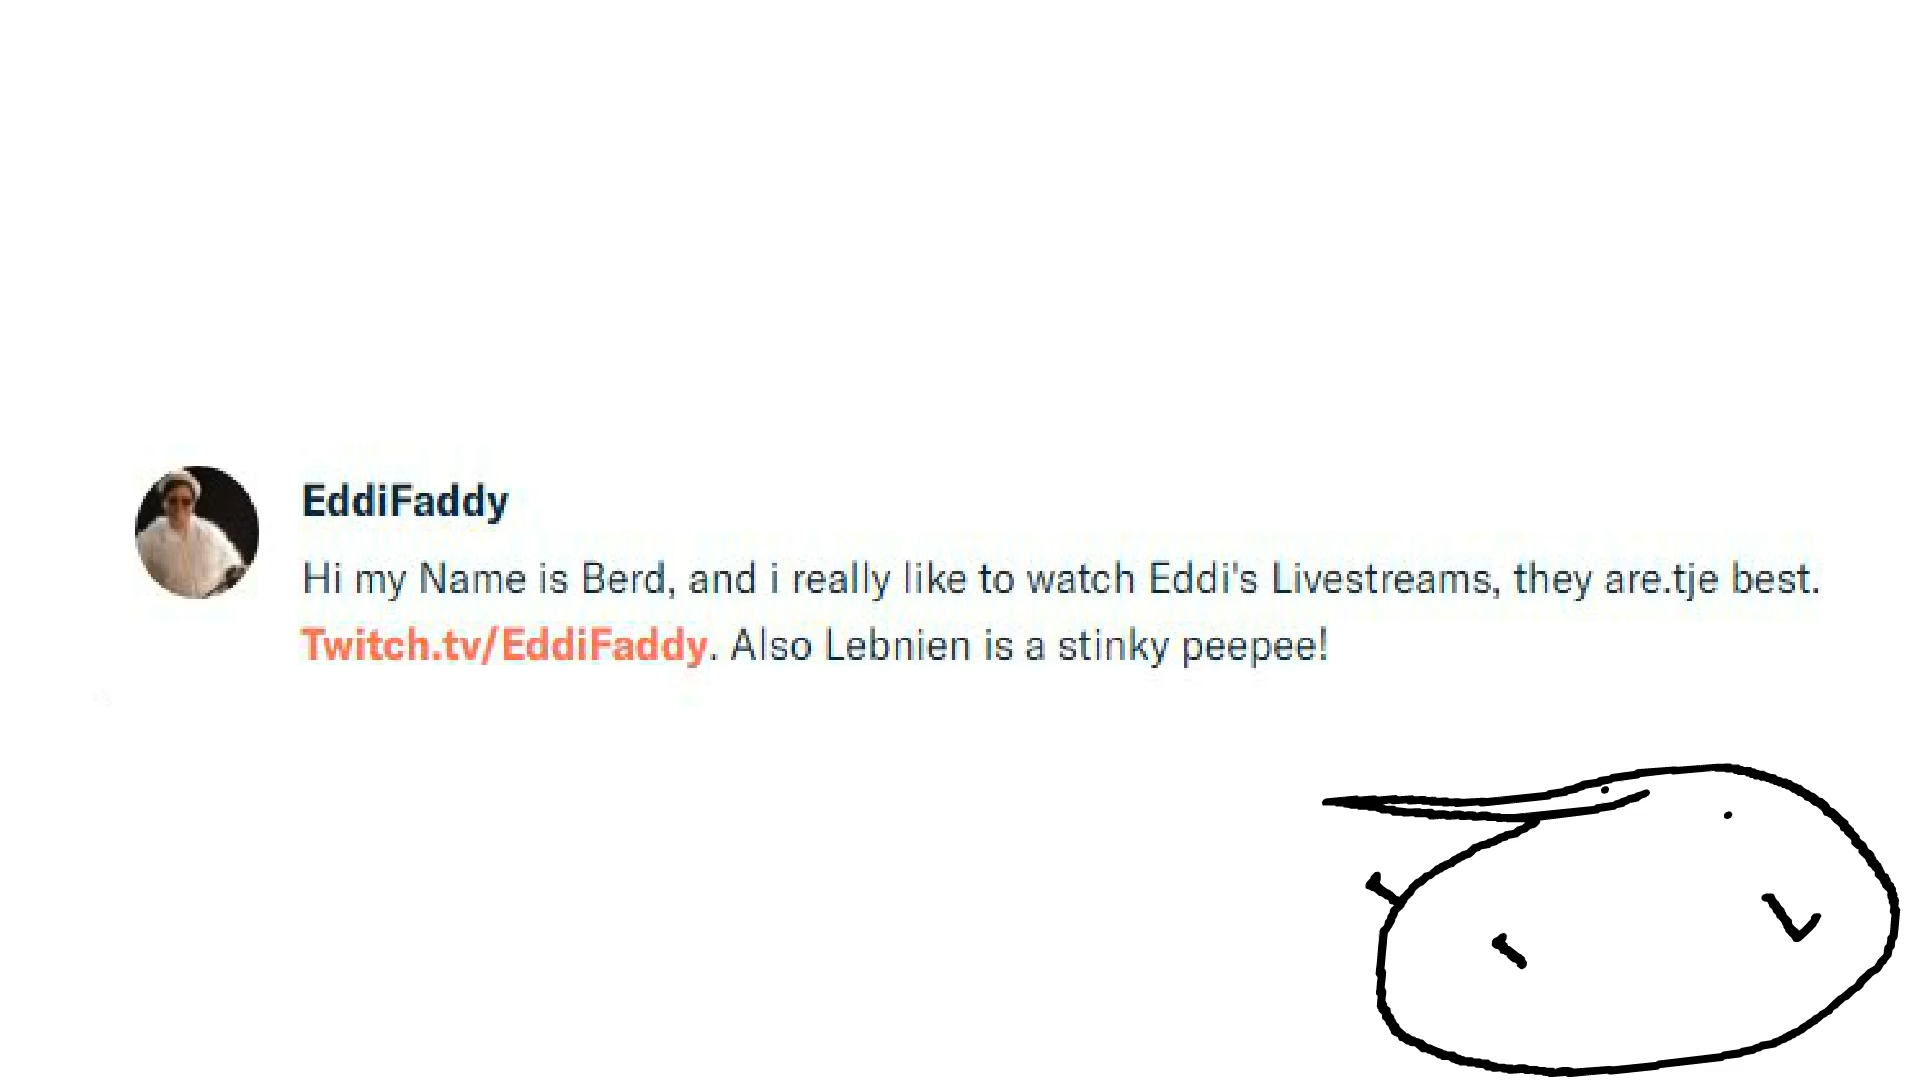 EddiFaddy
Hi my Name is Berd, and i really like to watch Eddi's Livestreams, they are.tje best.
Twitch.tv/EddiFaddy. Also Lebnien is a stinky peepee!